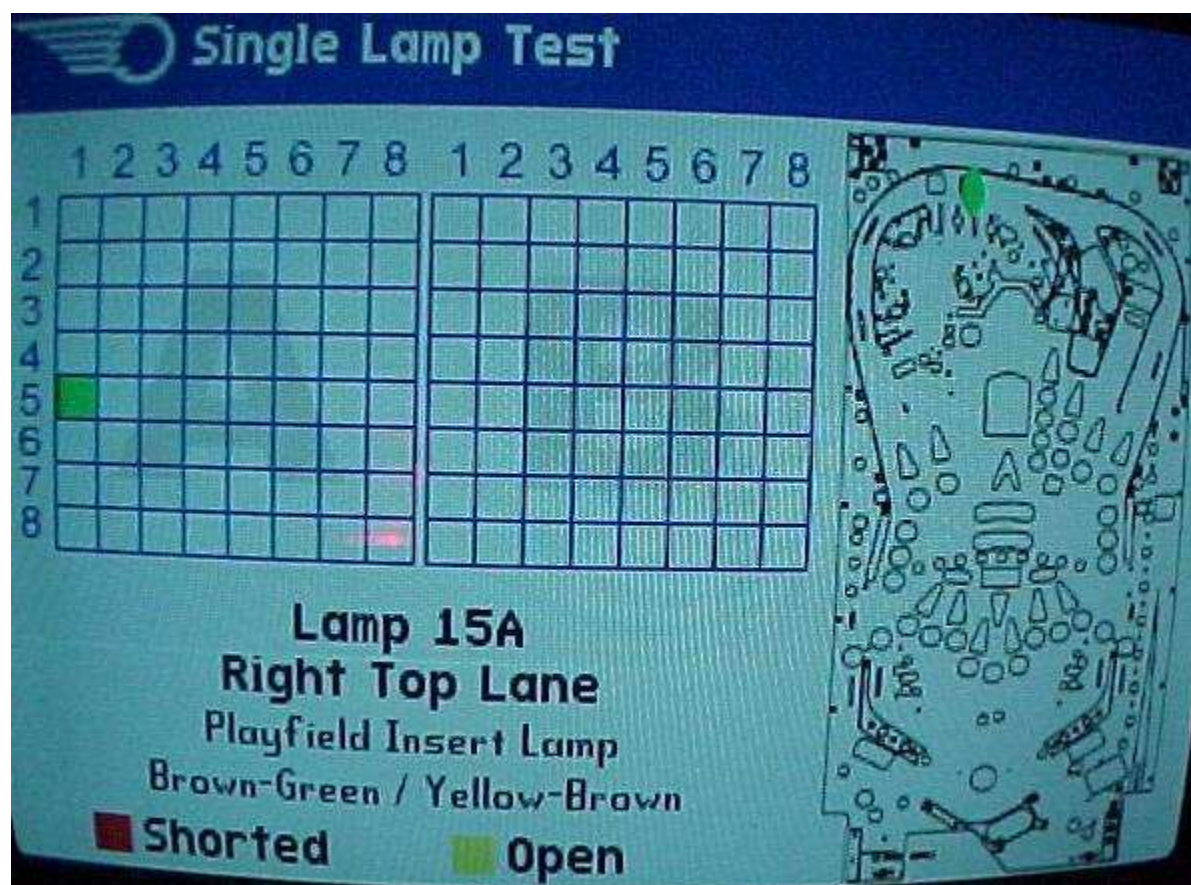 Single Lamp Test
1 2 3 4 5 6 7 8 1 2 3 4 5 6 7 8
1
2
3
4
5
6
7
8
Lamp 15A
Right Top Lane
Playfield Insert Lamp
Brown-Green / Yellow-Brown
Shorted Open